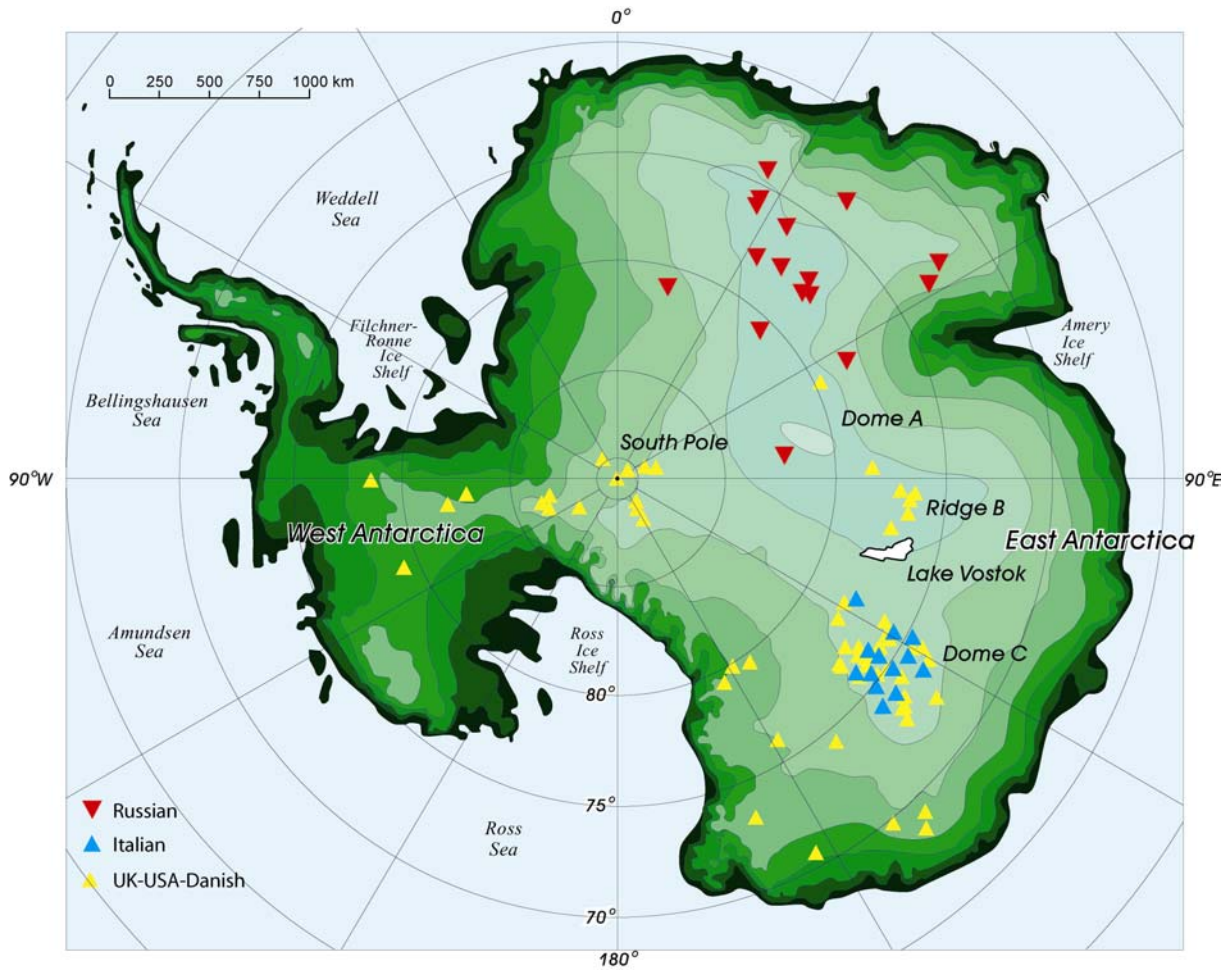 0°
0 250 500 750 1000 km
Weddell
Sea
Filchner-
Ronne
Ice
Shelf
Amery
Ice
Shelf
Bellingshausen
Sea
Dome A
South Pole
90°W
90°E
Ridge B
West Antarctica
East Antarctica
Lake Vostok
Amundsen
Sea
Ross
Ice
Shelf
Dome C
80°
75°
Russian
Italian
UK-USA-Danish
Ross
Sea
70°
180°